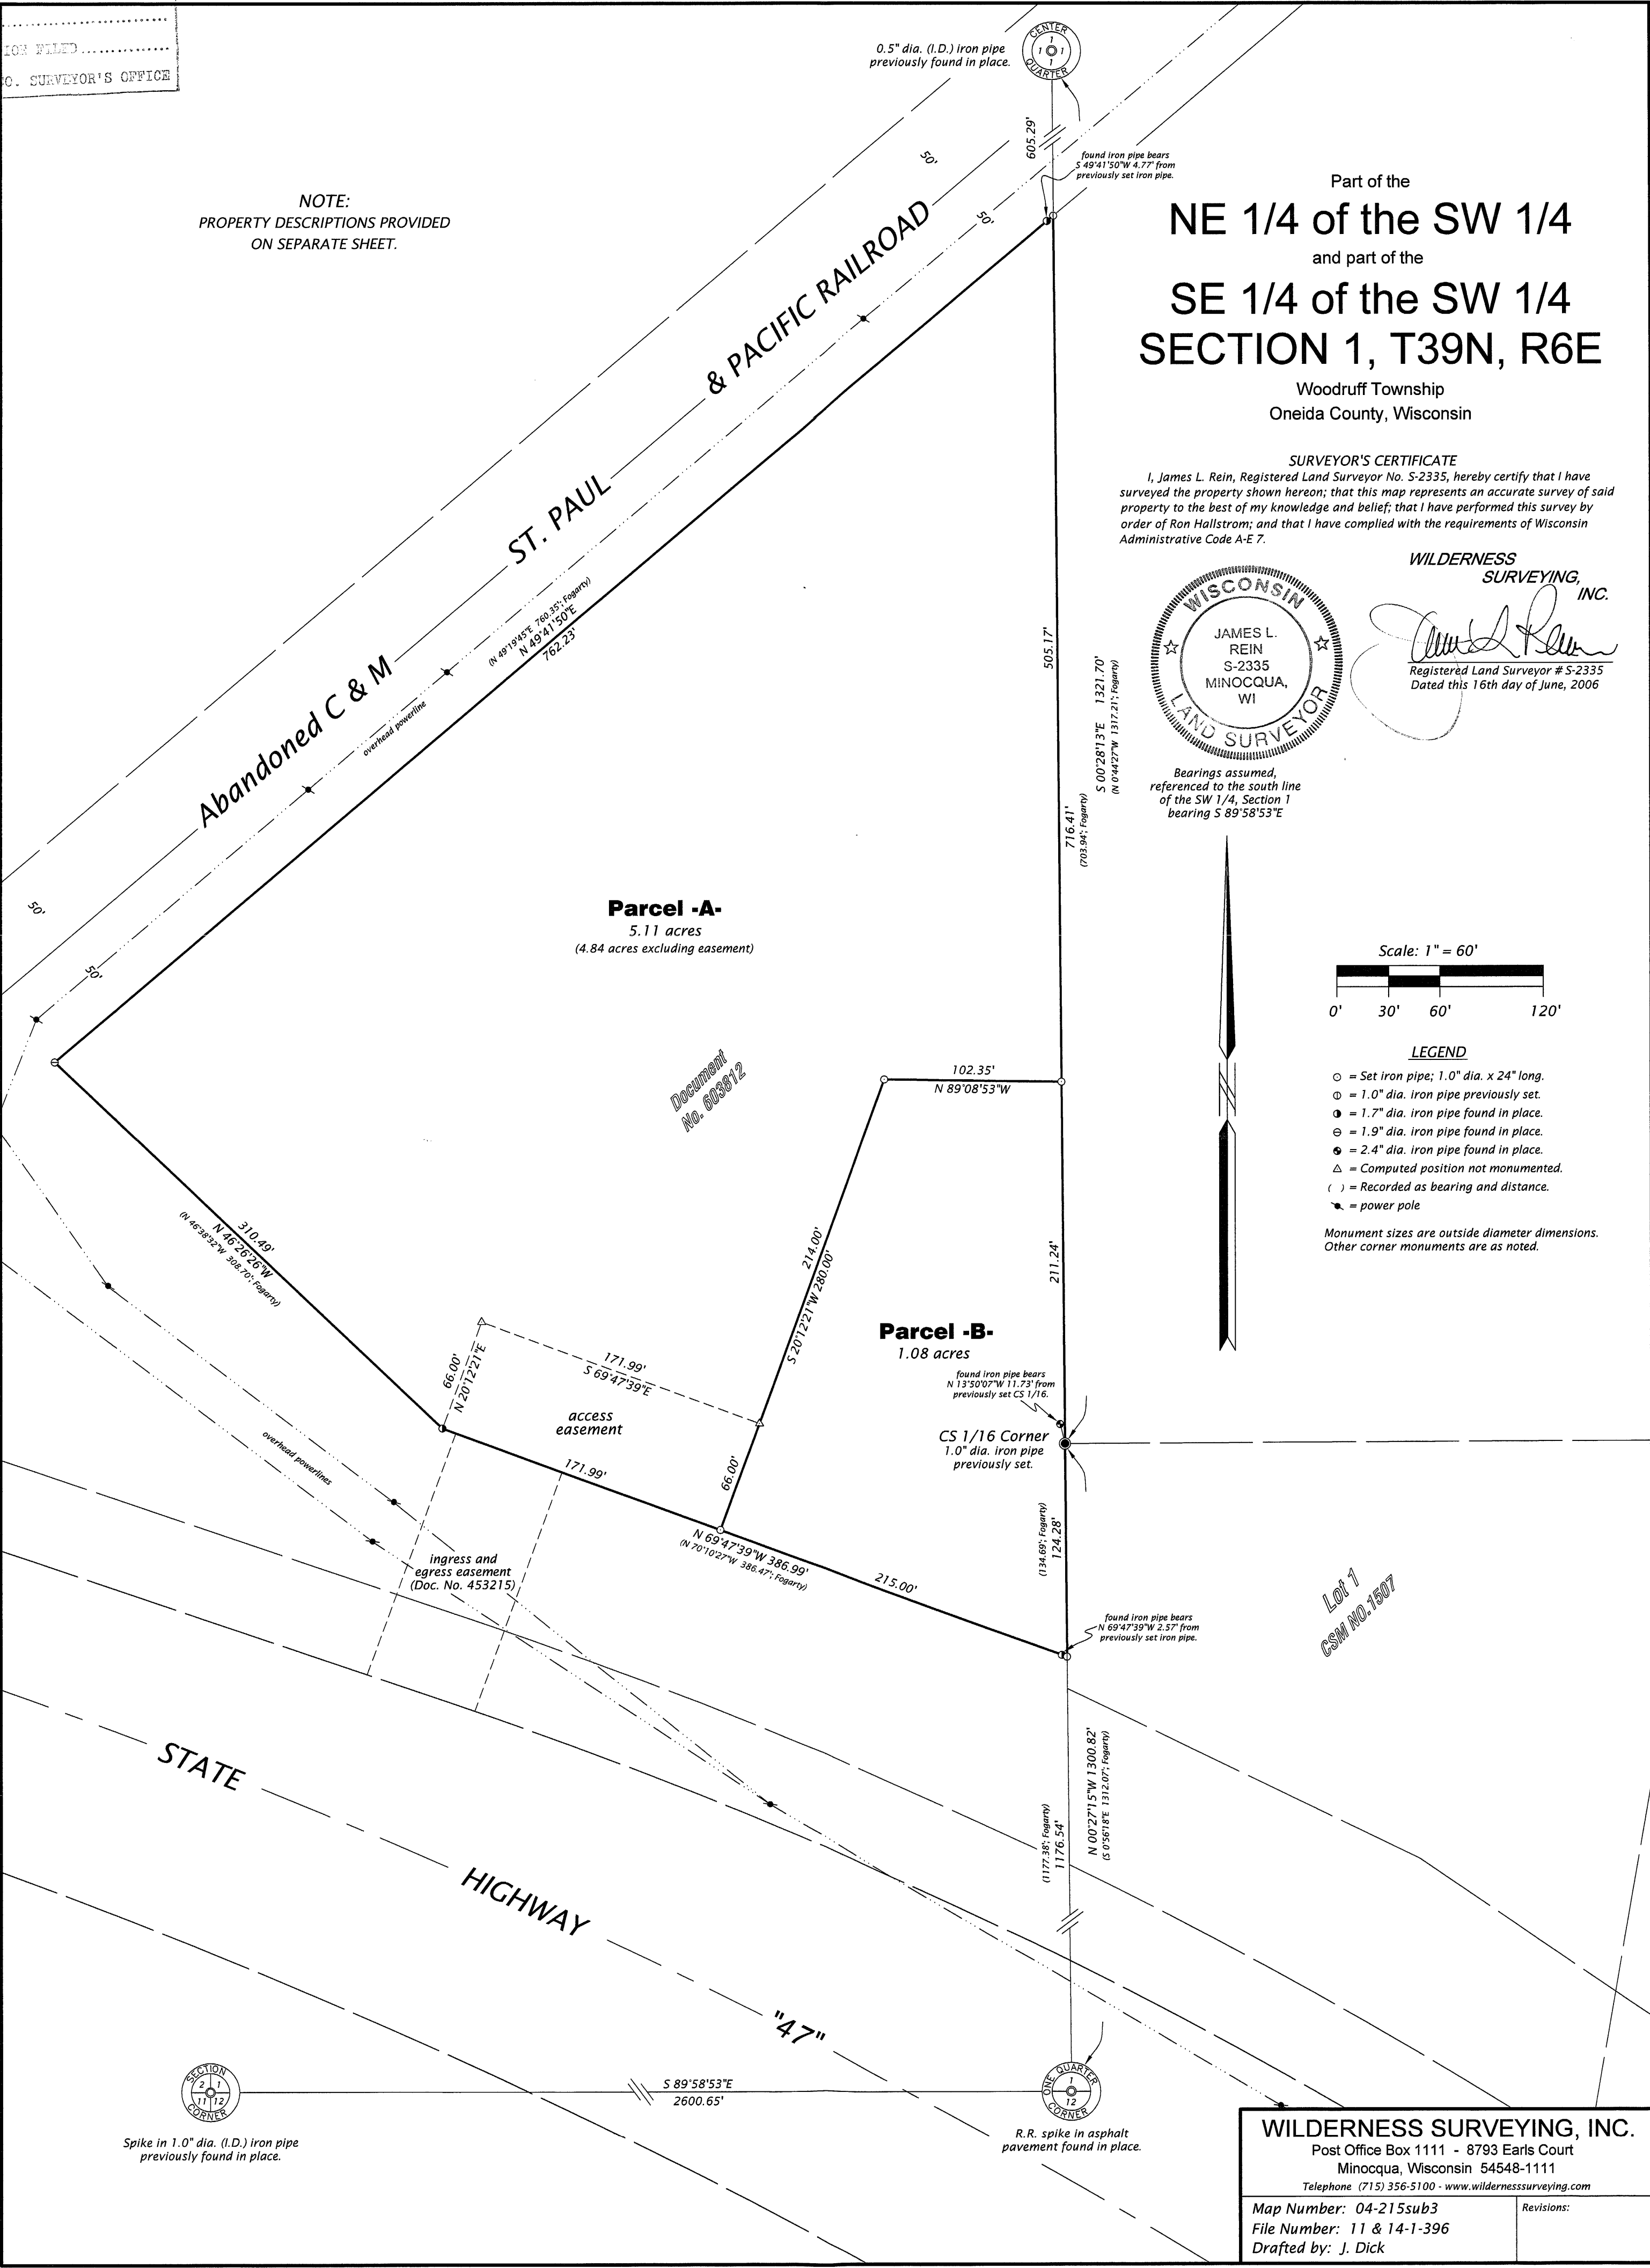 ION FILED
CO. SURVEYOR'S OFFICE
NOTE:
PROPERTY DESCRIPTIONS PROVIDED
ON SEPARATE SHEET.
0.5" dia. (I.D.) iron pipe
previously found in place.
CENTER
1
1 1
1
QUARTER
605.29'
found iron pipe bears
S 49°41'50"W 4.77' from
previously set iron pipe.
Part of the
NE 1/4 of the SW 1/4
and part of the
SE 1/4 of the SW 1/4
SECTION 1, T39N, R6E
Woodruff Township
Oneida County, Wisconsin
SURVEYOR'S CERTIFICATE
I, James L. Rein, Registered Land Surveyor No. S-2335, hereby certify that I have
surveyed the property shown hereon; that this map represents an accurate survey of said
property to the best of my knowledge and belief; that I have performed this survey by
order of Ron Hallstrom; and that I have complied with the requirements of Wisconsin
Administrative Code A-E 7.
WILDERNESS
SURVEYING,
INC.
WISCONSIN
JAMES L.
REIN
S-2335
MINOCQUA,
WI
LAND SURVEYOR
Registered Land Surveyor # S-2335
Dated this 16th day of June, 2006
Bearings assumed,
referenced to the south line
of the SW 1/4, Section 1
bearing S 89°58'53"E
Scale: 1" = 60'
0' 30' 60' 120'
LEGEND
= Set iron pipe; 1.0" dia. x 24" long.
= 1.0" dia. iron pipe previously set.
= 1.7" dia. iron pipe found in place.
= 1.9" dia. iron pipe found in place.
= 2.4" dia. iron pipe found in place.
= Computed position not monumented.
( ) = Recorded as bearing and distance.
= power pole
Monument sizes are outside diameter dimensions.
Other corner monuments are as noted.
50'
50'
50'
50'
Abandoned C & M ST. PAUL & PACIFIC RAILROAD
overhead powerline
(N 49°19'45"E 760.35'; Fogarty)
N 49°41'50"E
762.23'
505.17'
S 00°28'13"E 1321.70'
(N 0°44'27"W 1317.21'; Fogarty)
716.41'
(703.94'; Fogarty)
Parcel -A-
5.11 acres
(4.84 acres excluding easement)
Document
No. 603812
102.35'
N 89°08'53"W
214.00'
S 20°12'21"W 280.00'
211.24'
310.49'
N 46°26'26"W
(N 46°38'32"W 308.70'; Fogarty)
66.00'
N 20°12'21"E
171.99'
S 69°47'39"E
access
easement
Parcel -B-
1.08 acres
found iron pipe bears
N 13°50'07"W 11.73' from
previously set CS 1/16.
CS 1/16 Corner
1.0" dia. iron pipe
previously set.
171.99'
66.00'
overhead powerlines
N 69°47'39"W 386.99'
(N 70°10'27"W 386.47'; Fogarty)
215.00'
(134.69'; Fogarty)
124.28'
ingress and
egress easement
(Doc. No. 453215)
found iron pipe bears
N 69°47'39"W 2.57' from
previously set iron pipe.
Lot 1
CSM NO.1507
N 00°27'15"W 1300.82'
(S 0°56'18"E 1312.07'; Fogarty)
(1177.38'; Fogarty)
1176.54'
STATE HIGHWAY "47"
SECTION
2 1
11 12
CORNER
S 89°58'53"E
2600.65'
ONE QUARTER
1
12
CORNER
Spike in 1.0" dia. (I.D.) iron pipe
previously found in place.
R.R. spike in asphalt
pavement found in place.
WILDERNESS SURVEYING, INC.
Post Office Box 1111 - 8793 Earls Court
Minocqua, Wisconsin 54548-1111
Telephone (715) 356-5100 - www.wildernesssurveying.com
Map Number: 04-215sub3
File Number: 11 & 14-1-396
Drafted by: J. Dick
Revisions: